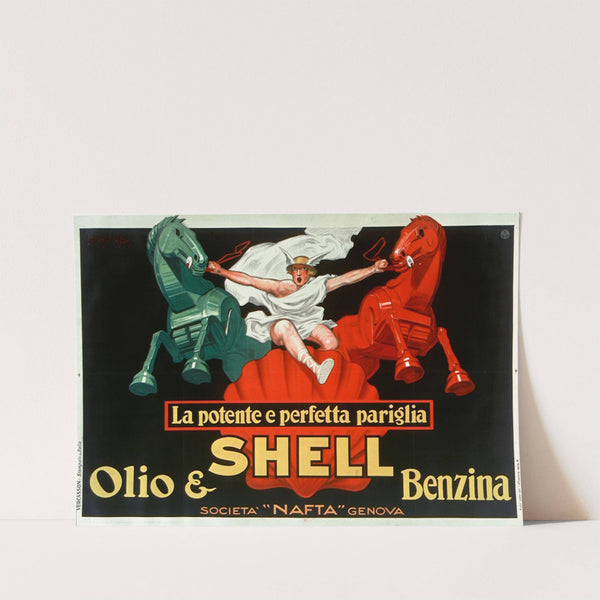 La potente e perfetta pariglia
SHELL
Olio & Benzina
SOCIETA' "NAFTA" GENOVA